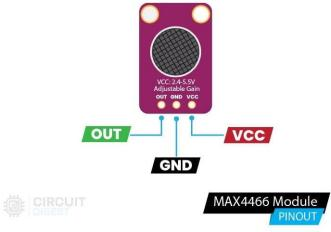 VCC: 2.4-5.5V
Adjustable Gain
OUT GND VCC
OUT
VCC
GND
CIRCUIT
DIGEST
MAX4466 Module
PINOUT